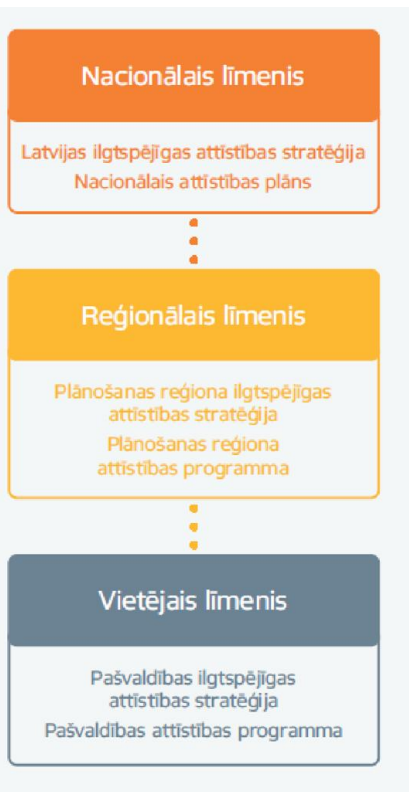 Nacionālais līmenis
Latvijas ilgtspējīgas attīstības stratēģija
Nacionālais attīstības plāns
Reģionālais līmenis
Plānošanas reģiona ilgtspējīgas
attīstības stratēģija
Plānošanas reģiona
attīstības programma
Vietējais līmenis
Pašvaldības ilgtspējīgas
attīstības stratēģija
Pašvaldības attīstības programma